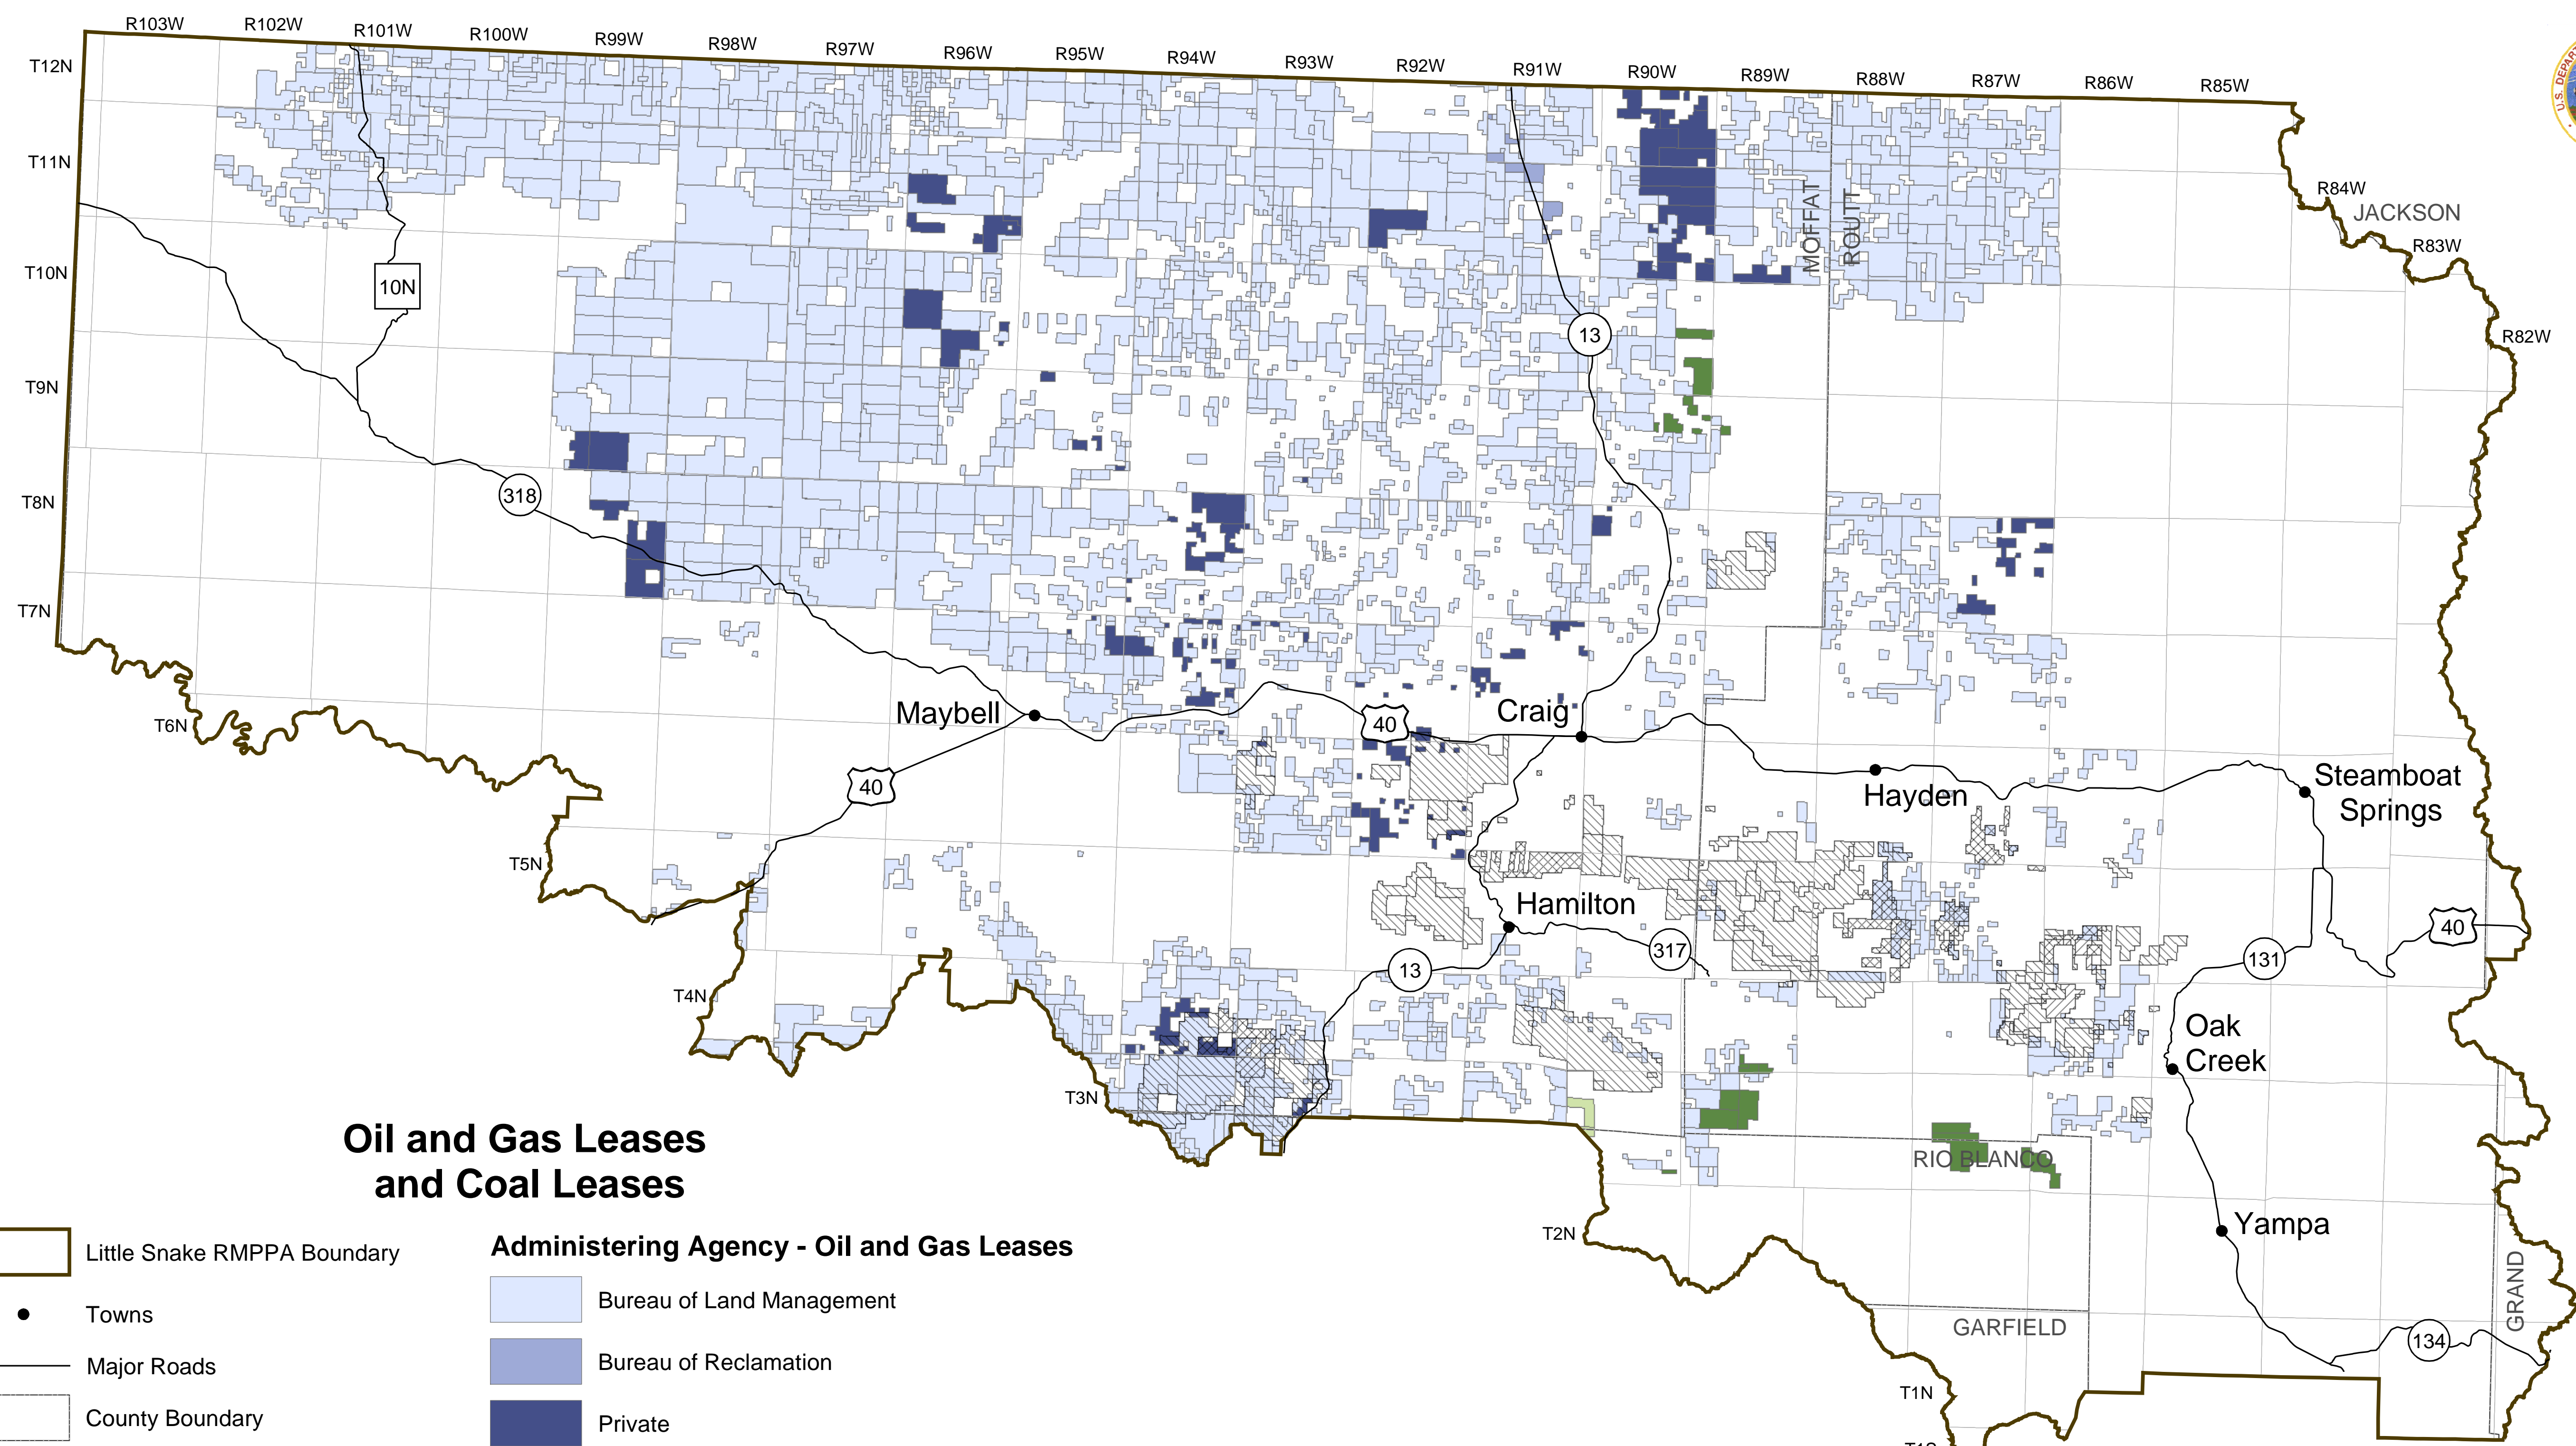 R103W
R102W
R101W
R100W
R99W
R98W
R97W
R96W
R95W
R94W
R93W
R92W
R91W
R90W
R89W
R88W
R87W
R86W
R85W
T12N
T11N
R84W
JACKSON
MOFFAT
ROUTT
R83W
T10N
10N
13
R82W
T9N
318
T8N
T7N
Maybell
Craig
40
T6N
40
Steamboat
Springs
Hayden
T5N
Hamilton
40
317
131
13
T4N
Oak
Creek
T3N
RIO BLANCO
Yampa
T2N
GRAND
GARFIELD
134
T1N
U.S. DEPAR
Oil and Gas Leases
and Coal Leases
Little Snake RMPPA Boundary
Towns
Major Roads
County Boundary
Administering Agency - Oil and Gas Leases
Bureau of Land Management
Bureau of Reclamation
Private